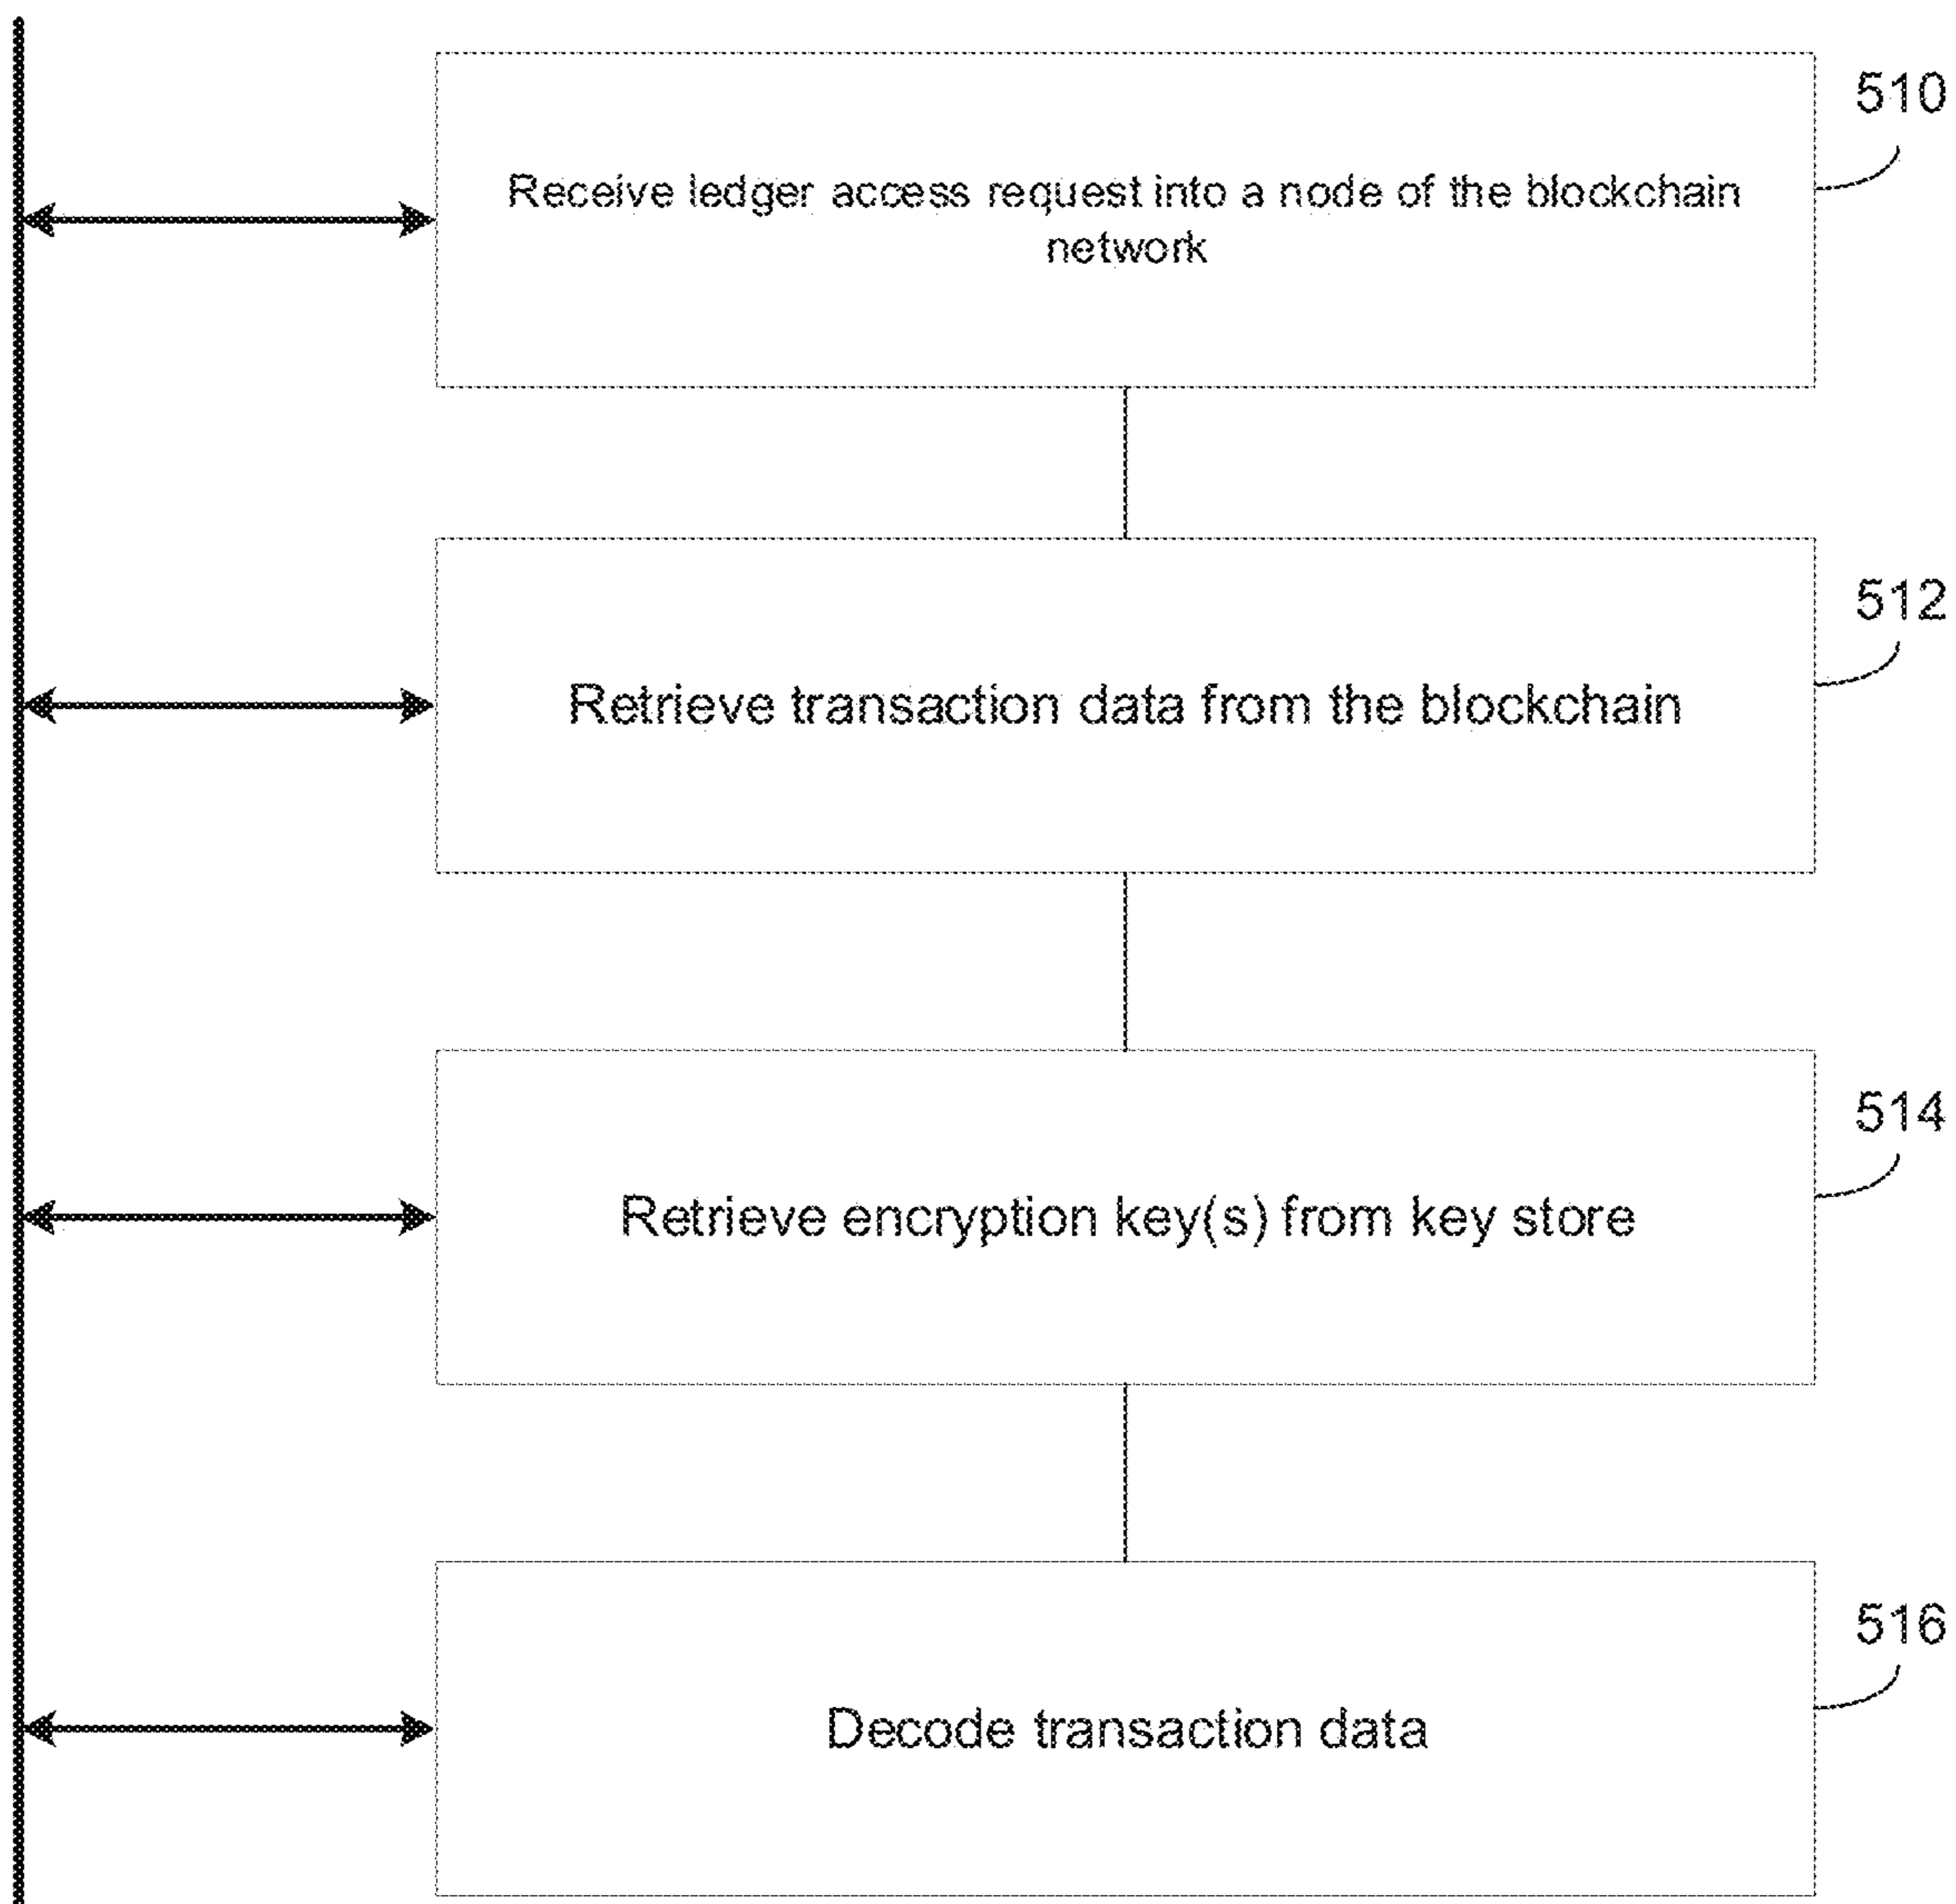 510
Receive ledger access request into a node of the blockchain
network
512
Retrieve transaction data from the blockchain
514
Retrieve encryption key(s) from key store
516
Decode transaction data